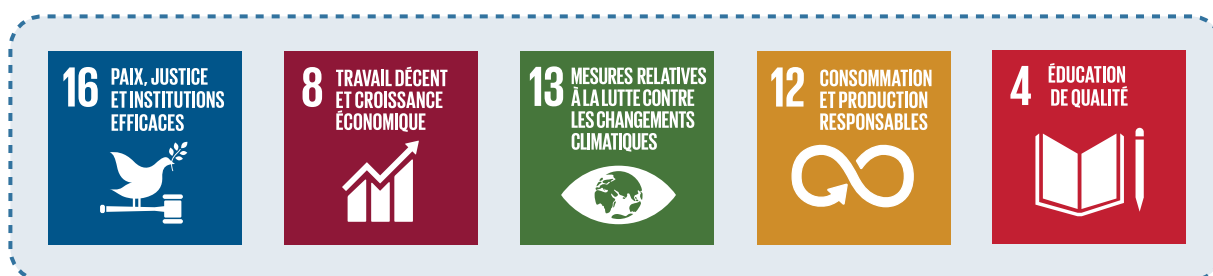 16 PAIX, JUSTICE
ET INSTITUTIONS
EFFICACES
8 TRAVAIL DÉCENT
ET CROISSANCE
ÉCONOMIQUE
13 MESURES RELATIVES
À LA LUTTE CONTRE
LES CHANGEMENTS
CLIMATIQUES
12 CONSOMMATION
ET PRODUCTION
RESPONSABLES
4 ÉDUCATION
DE QUALITÉ